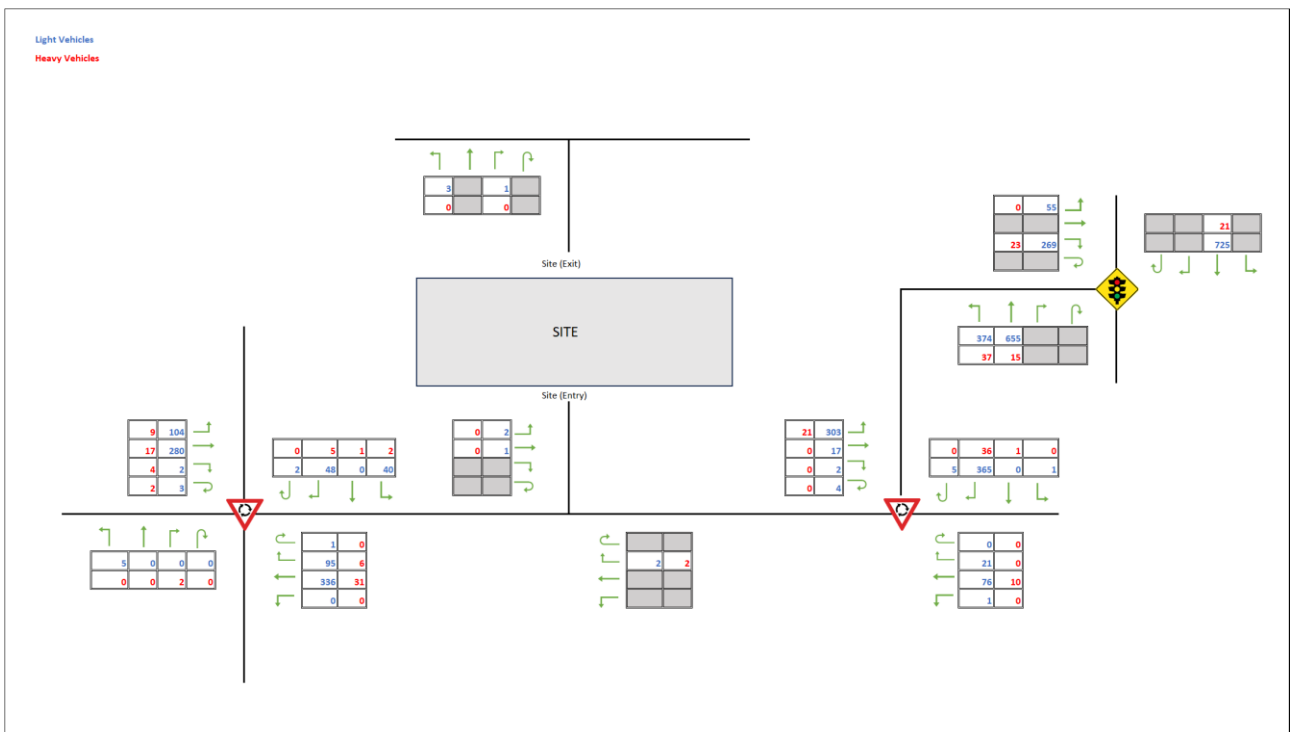 Light Vehicles
Heavy Vehicles
3 1
0 0
Site (Exit)
0 55
23 269
21
725
SITE
374 655
37 15
Site (Entry)
9 104
17 280
4 2
2 3
0 5 1 2
2 48 0 40
0 2
0 1
21 303
0 17
0 2
0 4
0 36 1 0
5 365 0 1
5 0 0 0
0 0 2 0
1 0
95 6
336 31
0 0
2 2
0 0
21 0
76 10
1 0